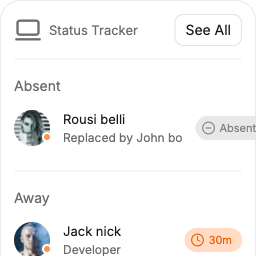 Status Tracker
See All
Absent
Rousi belli
Replaced by John bo
Absent
Away
Jack nick
Developer
30m